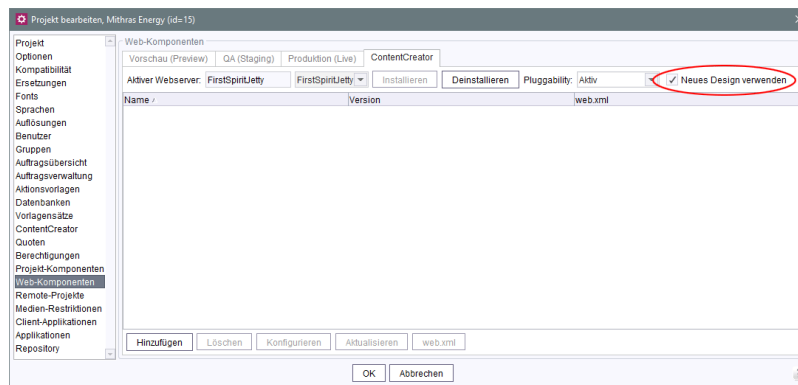 Projekt bearbeiten, Mithras Energy (id=15)
Projekt
Optionen
Kompatibilität
Ersetzungen
Fonts
Sprachen
Auflösungen
Benutzer
Gruppen
Auftragsübersicht
Auftragsverwaltung
Aktionsvorlagen
Datenbanken
Vorlagensätze
ContentCreator
Quoten
Berechtigungen
Projekt-Komponenten
Web-Komponenten
Remote-Projekte
Medien-Restriktionen
Client-Applikationen
Applikationen
Repository
Web-Komponenten
Vorschau (Preview) QA (Staging) Produktion (Live) ContentCreator
Aktiver Webserver: FirstSpiritJetty FirstSpiritJetty Installieren Deinstallieren Pluggability: Aktiv Neues Design verwenden
Name Version web.xml
Hinzufügen Löschen Konfigurieren Aktualisieren web.xml
OK Abbrechen